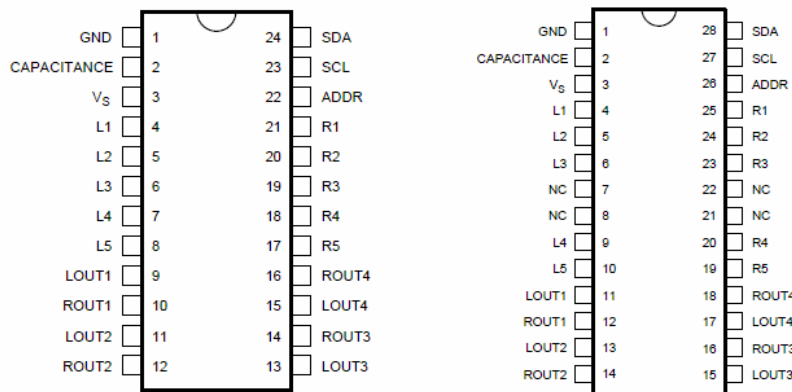 GND 1 24 SDA
CAPACITANCE 2 23 SCL
VS 3 22 ADDR
L1 4 21 R1
L2 5 20 R2
L3 6 19 R3
L4 7 18 R4
L5 8 17 R5
LOUT1 9 16 ROUT4
ROUT1 10 15 LOUT4
LOUT2 11 14 ROUT3
ROUT2 12 13 LOUT3
GND 1 28 SDA
CAPACITANCE 2 27 SCL
VS 3 26 ADDR
L1 4 25 R1
L2 5 24 R2
L3 6 23 R3
NC 7 22 NC
NC 8 21 NC
L4 9 20 R4
L5 10 19 R5
LOUT1 11 18 ROUT4
ROUT1 12 17 LOUT4
LOUT2 13 16 ROUT3
ROUT2 14 15 LOUT3